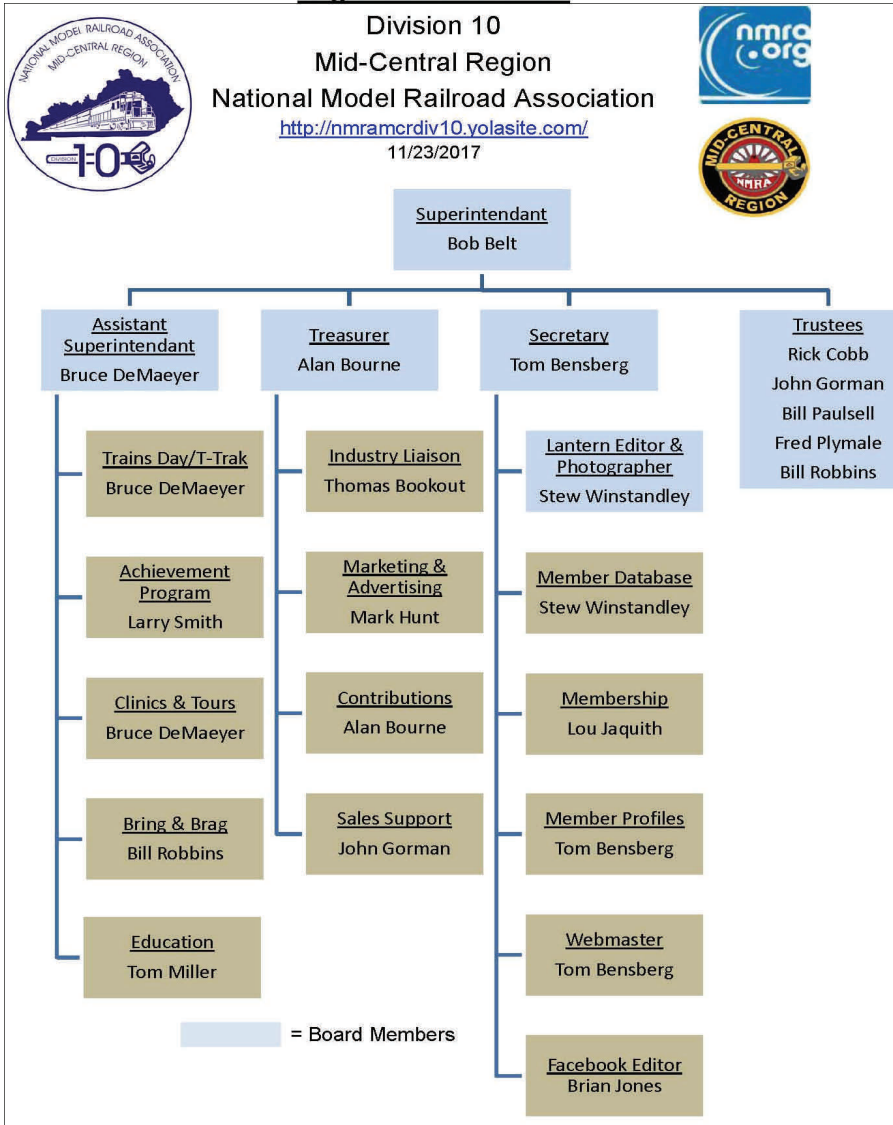 Division 10
Mid-Central Region
National Model Railroad Association
http://nmramcrdiv10.yolasite.com/
11/23/2017
NATIONAL MODEL RAILROAD ASSOCIATION
MID-CENTRAL REGION
DIVISION 10
nmra
.org
MID-CENTRAL
NMRA
REGION
Superintendant
Bob Belt
Assistant
Superintendant
Bruce DeMaeyer
Trains Day/T-Trak
Bruce DeMaeyer
Achievement
Program
Larry Smith
Clinics & Tours
Bruce DeMaeyer
Bring & Brag
Bill Robbins
Education
Tom Miller
Treasurer
Alan Bourne
Industry Liaison
Thomas Bookout
Marketing &
Advertising
Mark Hunt
Contributions
Alan Bourne
Sales Support
John Gorman
Secretary
Tom Bensberg
Lantern Editor &
Photographer
Stew Winstandley
Member Database
Stew Winstandley
Membership
Lou Jaquith
Member Profiles
Tom Bensberg
Webmaster
Tom Bensberg
Facebook Editor
Brian Jones
Trustees
Rick Cobb
John Gorman
Bill Paulsell
Fred Plymale
Bill Robbins
= Board Members